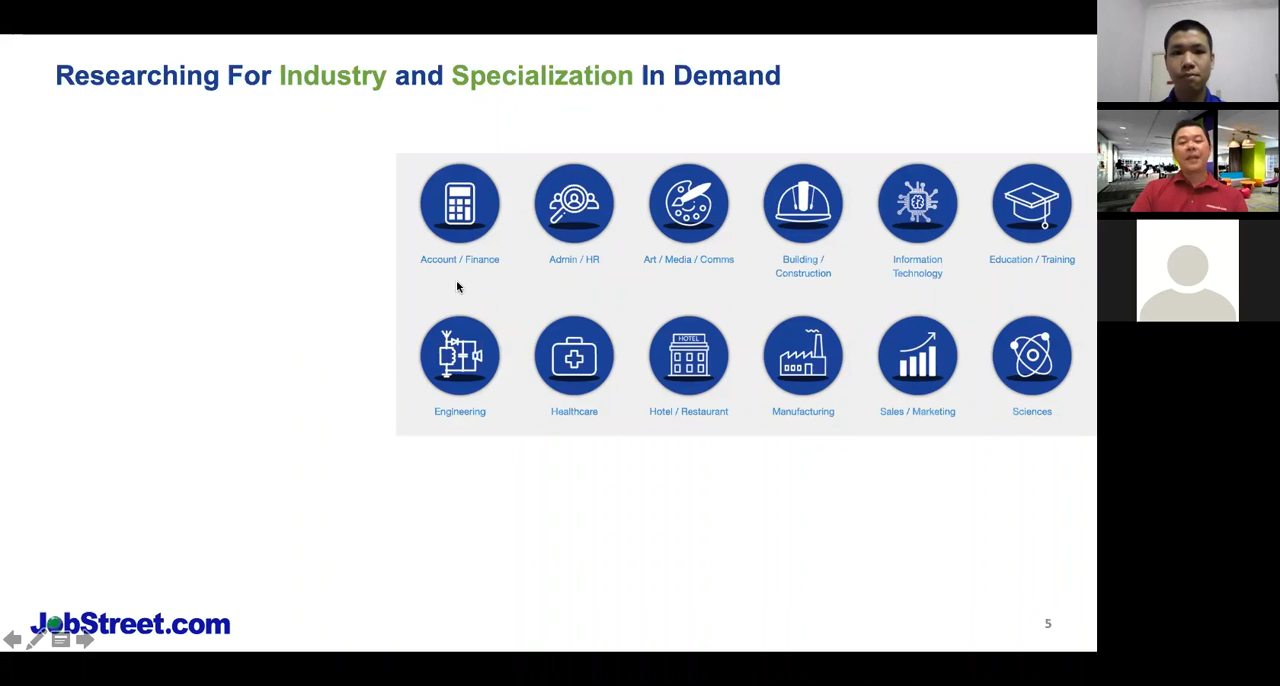 Researching For Industry and Specialization In Demand
Account / Finance
Admin / HR
Art / Media / Comms
Building /
Construction
Information
Technology
Education / Training
HOTEL
Engineering
Healthcare
Hotel / Restaurant
Manufacturing
Sales / Marketing
Sciences
JobStreet.com
5